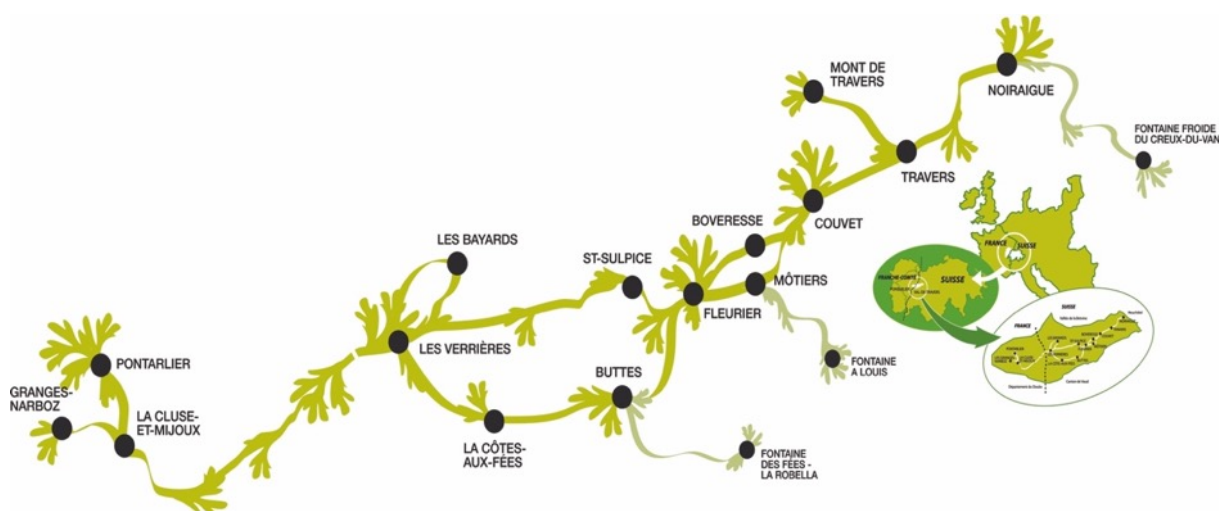 MONT DE
TRAVERS
NOIRAIGUE
FONTAINE FROIDE
DU CREUX-DU-VAN
TRAVERS
COUVET
BOVERESSE
LES BAYARDS
ST-SULPICE
MÔTIERS
FLEURIER
LES VERRIÈRES
FONTAINE
A LOUIS
BUTTES
PONTARLIER
GRANGES-
NARBOZ
LA CLUSE-
ET-MIJOUX
LA CÔTES-
AUX-FÉES
FONTAINE
DES FÉES -
LA ROBELLA
FRANCE
SUISSE
FRANCHE-COMTÉ
SUISSE
SUISSE
FRANCE